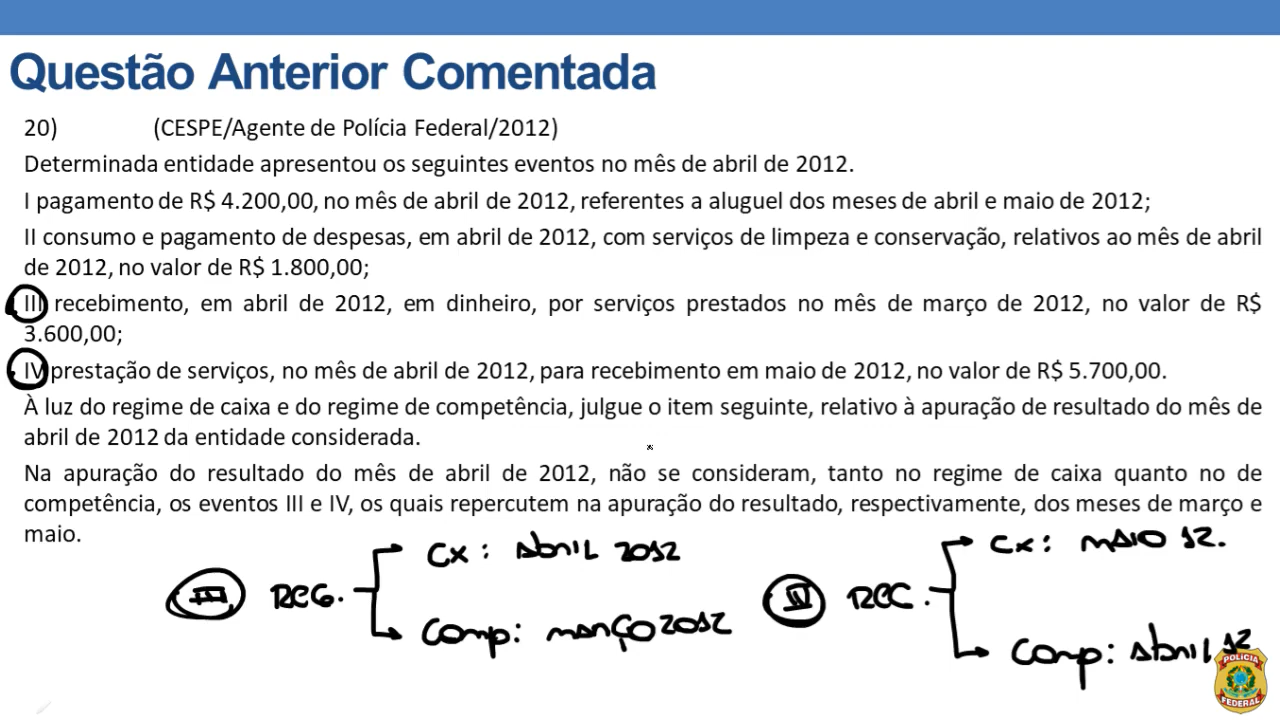 Questão Anterior Comentada
20) (CESPE/Agente de Polícia Federal/2012)
Determinada entidade apresentou os seguintes eventos no mês de abril de 2012.
I pagamento de R$ 4.200,00, no mês de abril de 2012, referentes a aluguel dos meses de abril e maio de 2012;
II consumo e pagamento de despesas, em abril de 2012, com serviços de limpeza e conservação, relativos ao mês de abril
de 2012, no valor de R$ 1.800,00;
III recebimento, em abril de 2012, em dinheiro, por serviços prestados no mês de março de 2012, no valor de R$
3.600,00;
IV prestação de serviços, no mês de abril de 2012, para recebimento em maio de 2012, no valor de R$ 5.700,00.
À luz do regime de caixa e do regime de competência, julgue o item seguinte, relativo à apuração de resultado do mês de
abril de 2012 da entidade considerada.
Na apuração do resultado do mês de abril de 2012, não se consideram, tanto no regime de caixa quanto no de
competência, os eventos III e IV, os quais repercutem na apuração do resultado, respectivamente, dos meses de março e
maio.
Cx: Abril 2012 Cx: maio 12.
III REC. IV REC.
Comp: março 2012 Comp: Abril 12
POLÍCIA
FEDERAL